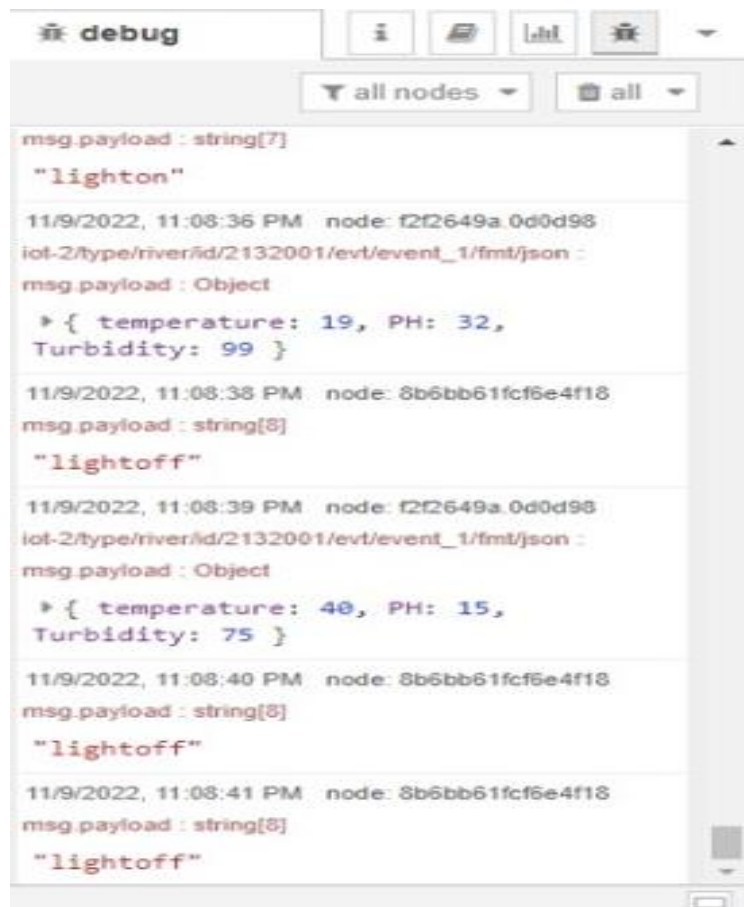 debug
i
all nodes
all
msg.payload : string[7]
"lighton"
11/9/2022, 11:08:36 PM node: f2f2649a.0d0d98
iot-2/type/river/id/2132001/evt/event_1/fmt/json :
msg.payload : Object
{ temperature: 19, PH: 32,
Turbidity: 99 }
11/9/2022, 11:08:38 PM node: 8b6bb61fcf6e4f18
msg.payload : string[8]
"lightoff"
11/9/2022, 11:08:39 PM node: f2f2649a.0d0d98
iot-2/type/river/id/2132001/evt/event_1/fmt/json :
msg.payload : Object
{ temperature: 40, PH: 15,
Turbidity: 75 }
11/9/2022, 11:08:40 PM node: 8b6bb61fcf6e4f18
msg.payload : string[8]
"lightoff"
11/9/2022, 11:08:41 PM node: 8b6bb61fcf6e4f18
msg.payload : string[8]
"lightoff"